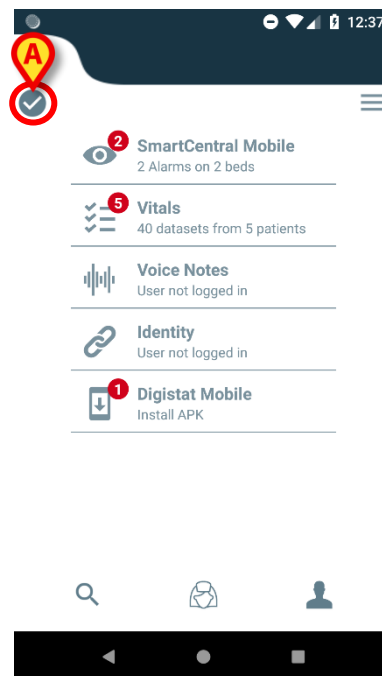 12:37
A
2
SmartCentral Mobile
2 Alarms on 2 beds
5
Vitals
40 datasets from 5 patients
Voice Notes
User not logged in
Identity
User not logged in
1
Digistat Mobile
Install APK